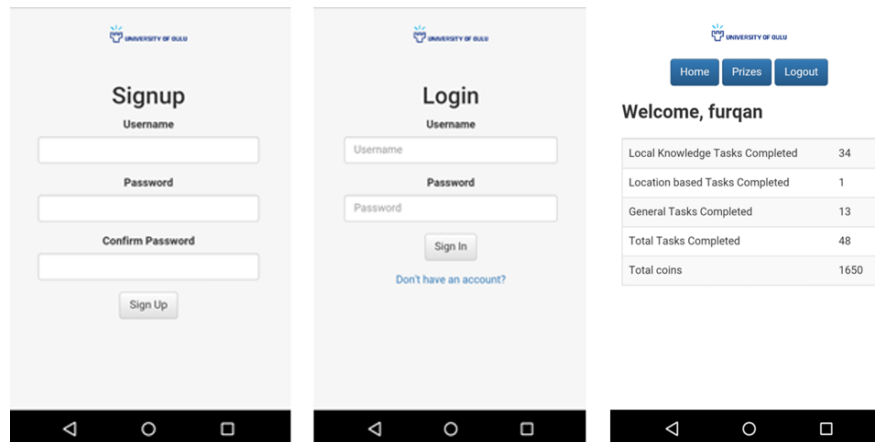 UNIVERSITY OF OULU
Signup
Username
Password
Confirm Password
Sign Up
UNIVERSITY OF OULU
Login
Username
Username
Password
Password
Sign In
Don't have an account?
UNIVERSITY OF OULU
Home Prizes Logout
Welcome, furqan
Local Knowledge Tasks Completed 34
Location based Tasks Completed 1
General Tasks Completed 13
Total Tasks Completed 48
Total coins 1650